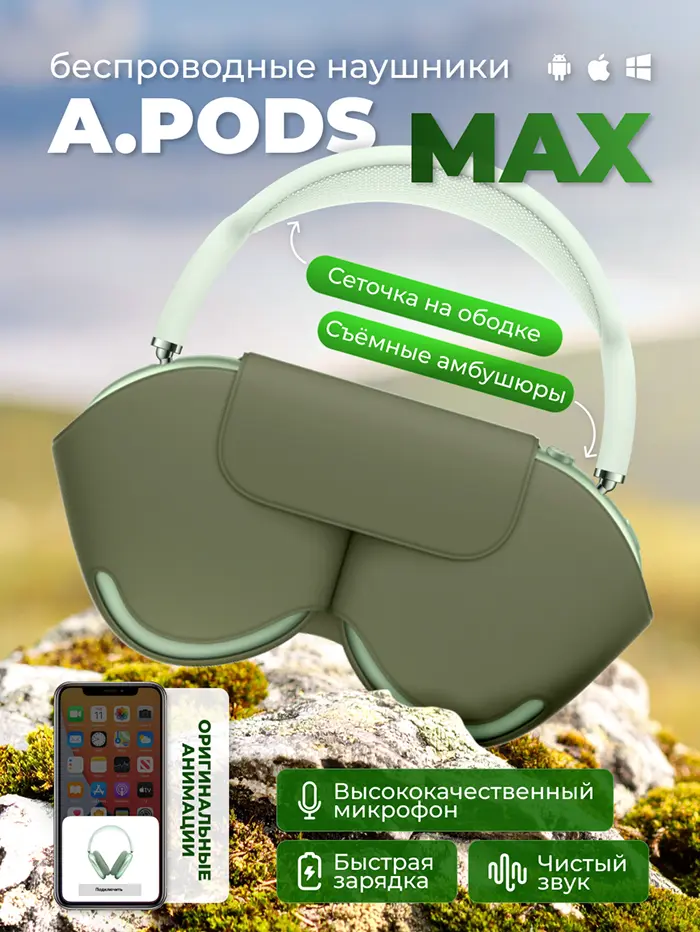 беспроводные наушники
A.PODS MAX
Сеточка на ободке
Съёмные амбушюры
ОРИГИНАЛЬНЫЕ
АНИМАЦИИ
Подключить
Высококачественный
микрофон
Быстрая
зарядка
Чистый
звук